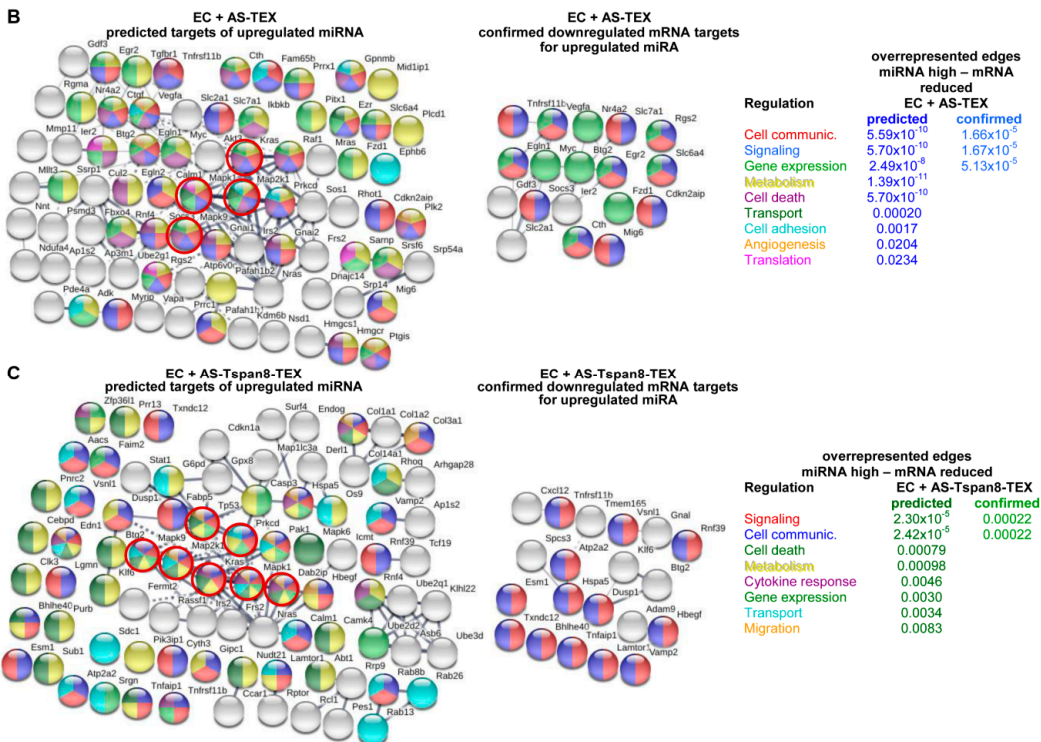 B
EC + AS-TEX
predicted targets of upregulated miRNA
Gdf3
Egr2
Tgfbr1
Tnfrsf11b
Cth
Fam65b
Prrx1
Gpnmb
Mid1ip1
Rgma
Nr4a2
Ctgf
Vegfa
Slc2a1
Slc7a1
Ikbkb
Pitx1
Ezr
Slc6a4
Plcd1
Mmp11
Ier2
Btg2
Egln1
Myc
Akt3
Kras
Raf1
Mras
Fzd1
Ephb6
Mllt3
Ssrp1
Cul2
Egln2
Calm1
Mapk1
Map2k1
Prkcd
Sos1
Rhot1
Cdkn2aip
Plk2
Nnt
Psmd3
Fbxo4
Rnf4
Socs3
Mapk9
Gnai1
Irs2
Gnai2
Frs2
Samp
Srsf6
Srp54a
Ndufa4
Ap1s2
Ap3m1
Ube2g1
Rgs2
Atp6v0c
Pafah1b2
Nras
Dnajc14
Srp14
Mig6
Pde4a
Adk
Myrip
Vapa
Prrc1
Pafah1b1
Kdm6b
Nsd1
Hmgcs1
Hmgcr
Ptgis
EC + AS-TEX
confirmed downregulated mRNA targets
for upregulated miRA
Tnfrsf11b
Vegfa
Nr4a2
Slc7a1
Rgs2
Egln1
Myc
Btg2
Egr2
Slc6a4
Gdf3
Socs3
Ier2
Fzd1
Cdkn2aip
Slc2a1
Cth
Mig6
overrepresented edges
miRNA high – mRNA
reduced
Regulation EC + AS-TEX
predicted confirmed
Cell communic. 5.59x10-10 1.66x10-5
Signaling 5.70x10-10 1.67x10-5
Gene expression 2.49x10-8 5.13x10-5
Metabolism 1.39x10-11
Cell death 5.70x10-10
Transport 0.00020
Cell adhesion 0.0017
Angiogenesis 0.0204
Translation 0.0234
C
EC + AS-Tspan8-TEX
predicted targets of upregulated miRNA
Zfp36l1
Prr13
Txndc12
Surf4
Endog
Col1a1
Col1a2
Col3a1
Cdkn1a
Aacs
Faim2
Map1lc3a
Derl1
Col14a1
Arhgap28
Stat1
G6pd
Gpx8
Hspa5
Rhog
Pnrc2
Vsnl1
Dusp1
Fabp5
Casp3
Os9
Vamp2
Ap1s2
Cebpd
Edn1
Tp53
Prkcd
Pak1
Mapk6
Icmt
Rnf39
Tcf19
Btg2
Mapk9
Map2k1
Kras
Mapk1
Clk3
Lgmn
Klf6
Dab2ip
Hbegf
Rnf4
Ube2q1
Klhl22
Fermt2
Rassf1
Irs2
Frs2
Nras
Calm1
Camk4
Ube2d2
Asb6
Ube3d
Bhlhe40
Purb
Sdc1
Pik3ip1
Cyth3
Gipc1
Nudt21
Lamtor1
Abt1
Rrp9
Esm1
Sub1
Rab8b
Rab26
Atp2a2
Srgn
Tnfaip1
Tnfrsf11b
Ccar1
Rptor
Rcl1
Pes1
Rab13
EC + AS-Tspan8-TEX
confirmed downregulated mRNA targets
for upregulated miRA
Cxcl12
Tnfrsf11b
Tmem165
Vsnl1
Gnal
Rnf39
Spcs3
Atp2a2
Klf6
Btg2
Esm1
Hspa5
Dusp1
Txndc12
Bhlhe40
Adam9
Hbegf
Tnfaip1
Lamtor1
Vamp2
overrepresented edges
miRNA high – mRNA reduced
Regulation EC + AS-Tspan8-TEX
predicted confirmed
Signaling 2.30x10-5 0.00022
Cell communic. 2.42x10-5 0.00022
Cell death 0.00079
Metabolism 0.00098
Cytokine response 0.0046
Gene expression 0.0030
Transport 0.0034
Migration 0.0083